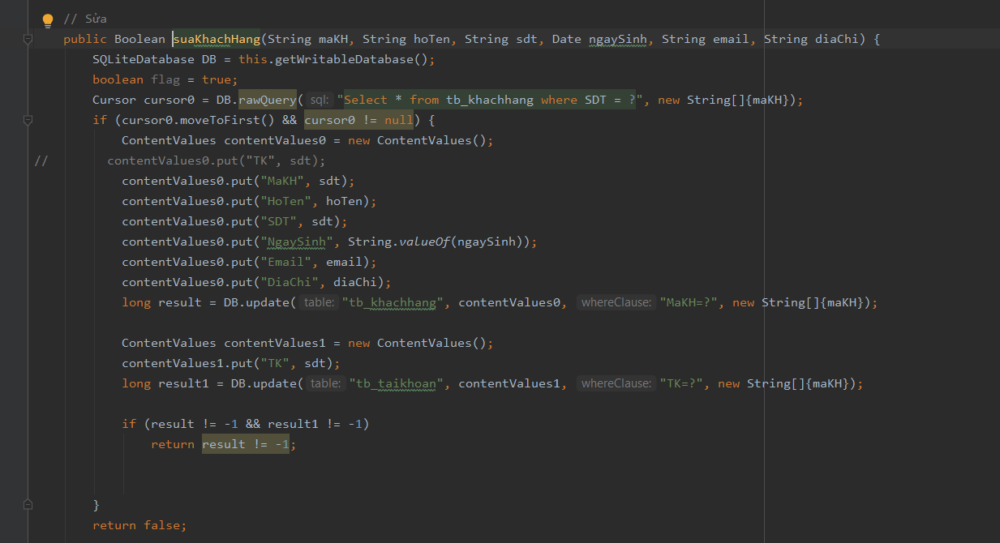 // Sửa
public Boolean suaKhachHang(String maKH, String hoTen, String sdt, Date ngaySinh, String email, String diaChi) {
SQLiteDatabase DB = this.getWritableDatabase();
boolean flag = true;
Cursor cursor0 = DB.rawQuery( sql: "Select * from tb_khachhang where SDT = ?", new String[]{maKH});
if (cursor0.moveToFirst() && cursor0 != null) {
ContentValues contentValues0 = new ContentValues();
// contentValues0.put("TK", sdt);
contentValues0.put("MaKH", sdt);
contentValues0.put("HoTen", hoTen);
contentValues0.put("SDT", sdt);
contentValues0.put("NgaySinh", String.valueOf(ngaySinh));
contentValues0.put("Email", email);
contentValues0.put("DiaChi", diaChi);
long result = DB.update( table: "tb_khachhang", contentValues0, whereClause: "MaKH=?", new String[]{maKH});
ContentValues contentValues1 = new ContentValues();
contentValues1.put("TK", sdt);
long result1 = DB.update( table: "tb_taikhoan", contentValues1, whereClause: "TK=?", new String[]{maKH});
if (result != -1 && result1 != -1)
return result != -1;
}
return false;